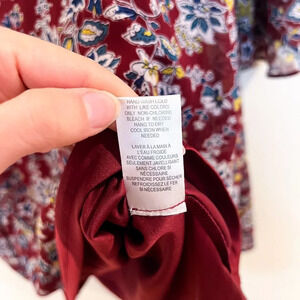 HAND WASH COLD
WITH LIKE COLORS
ONLY NON-CHLORINE
BLEACH IF NEEDED
HANG TO DRY
COOL IRON WHEN
NEEDED
LAVER À LA MAIN À
L'EAU FROIDE
AVEC COMME COULEURS
SEULEMENT JAVELLISANT
SANS CHLORE SI
NÉCESSAIRE
SUSPENDRE POUR SÉCHER
REFROIDISSEZ LE FER
SI NÉCESSAIRE